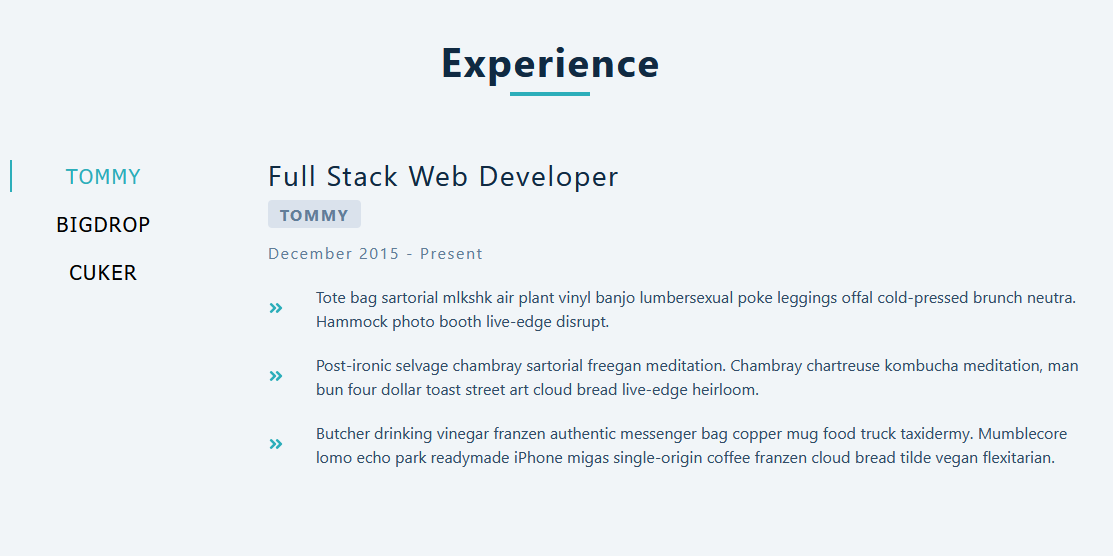 Experience
TOMMY
BIGDROP
CUKER
Full Stack Web Developer
TOMMY
December 2015 - Present
Tote bag sartorial mlkshk air plant vinyl banjo lumbersexual poke leggings offal cold-pressed brunch neutra.
Hammock photo booth live-edge disrupt.
Post-ironic selvage chambray sartorial freegan meditation. Chambray chartreuse kombucha meditation, man
bun four dollar toast street art cloud bread live-edge heirloom.
Butcher drinking vinegar franzen authentic messenger bag copper mug food truck taxidermy. Mumblecore
lomo echo park readymade iPhone migas single-origin coffee franzen cloud bread tilde vegan flexitarian.